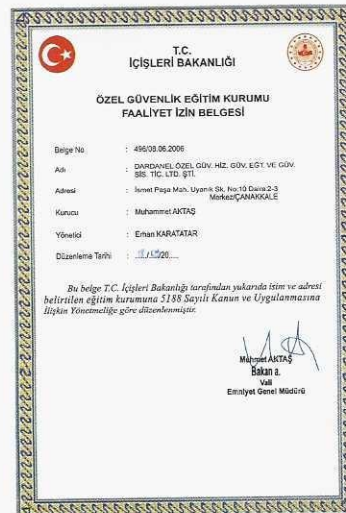 T.C.
İÇİŞLERİ BAKANLIĞI
ÖZEL GÜVENLİK EĞİTİM KURUMU
FAALİYET İZİN BELGESİ
Belge No : 496/08.06.2006
Adı : DARDANEL ÖZEL GÜV. HİZ. GÜV. EĞT. VE GÜV.
SİS. TİC. LTD. ŞTİ.
Adresi : İsmet Paşa Mah. Uyanık Sk. No:10 Daire:2-3
Merkez/ÇANAKKALE
Kurucu : Muhammet AKTAŞ
Yönetici : Erhan KARATATAR
Düzenleme Tarihi :
Bu belge T.C. İçişleri Bakanlığı tarafından yukarıda isim ve adresi
belirtilen eğitim kurumuna 5188 Sayılı Kanun ve Uygulanmasına
İlişkin Yönetmeliğe göre düzenlenmiştir.
Mehmet AKTAŞ
Bakan a.
Vali
Emniyet Genel Müdürü